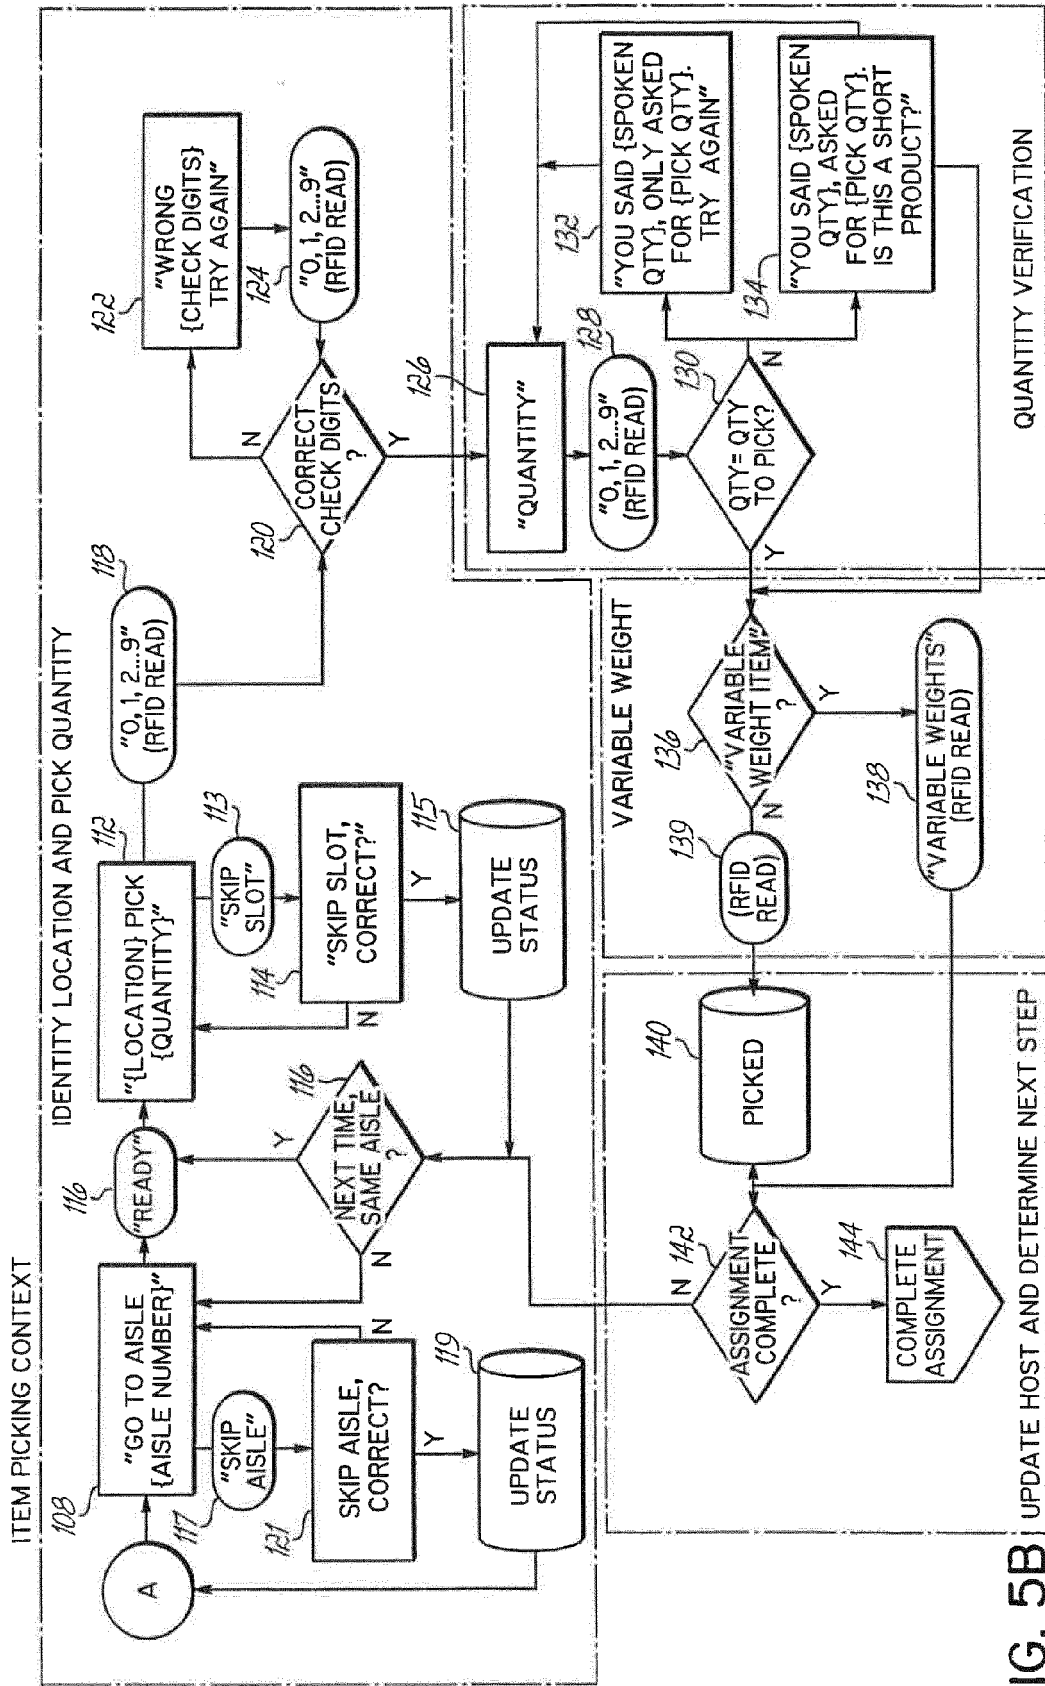 ITEM PICKING CONTEXT
IDENTITY LOCATION AND PICK QUANTITY
A
108
"GO TO AISLE
{AISLE NUMBER}"
116
"READY"
112
"{LOCATION} PICK
{QUANTITY}"
118
"0, 1, 2...9"
(RFID READ)
117
"SKIP
AISLE"
121
SKIP AISLE,
CORRECT?
N
Y
119
UPDATE
STATUS
116
NEXT TIME,
SAME AISLE
?
Y
N
113
"SKIP
SLOT"
114
"SKIP SLOT,
CORRECT?"
N
Y
115
UPDATE
STATUS
120
CORRECT
CHECK DIGITS
?
N
Y
122
"WRONG
{CHECK DIGITS}
TRY AGAIN"
124
"0, 1, 2...9"
(RFID READ)
126
"QUANTITY"
128
"0, 1, 2...9"
(RFID READ)
130
QTY=QTY
TO PICK?
N
Y
132
"YOU SAID {SPOKEN
QTY}, ONLY ASKED
FOR {PICK QTY}.
TRY AGAIN"
134
"YOU SAID {SPOKEN
QTY}, ASKED
FOR {PICK QTY}.
IS THIS A SHORT
PRODUCT?"
QUANTITY VERIFICATION
VARIABLE WEIGHT
136
"VARIABLE
WEIGHT ITEM"
?
N
Y
139
(RFID
READ)
138
"VARIABLE WEIGHTS"
(RFID READ)
140
PICKED
142
ASSIGNMENT
COMPLETE
?
N
Y
144
COMPLETE
ASSIGNMENT
UPDATE HOST AND DETERMINE NEXT STEP
IG. 5B